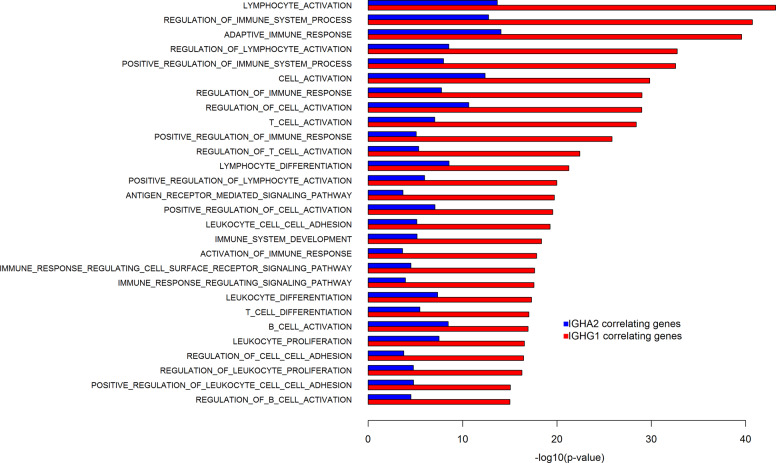 LYMPHOCYTE_ACTIVATION
REGULATION_OF_IMMUNE_SYSTEM_PROCESS
ADAPTIVE_IMMUNE_RESPONSE
REGULATION_OF_LYMPHOCYTE_ACTIVATION
POSITIVE_REGULATION_OF_IMMUNE_SYSTEM_PROCESS
CELL_ACTIVATION
REGULATION_OF_IMMUNE_RESPONSE
REGULATION_OF_CELL_ACTIVATION
T_CELL_ACTIVATION
POSITIVE_REGULATION_OF_IMMUNE_RESPONSE
REGULATION_OF_T_CELL_ACTIVATION
LYMPHOCYTE_DIFFERENTIATION
POSITIVE_REGULATION_OF_LYMPHOCYTE_ACTIVATION
ANTIGEN_RECEPTOR_MEDIATED_SIGNALING_PATHWAY
POSITIVE_REGULATION_OF_CELL_ACTIVATION
LEUKOCYTE_CELL_CELL_ADHESION
IMMUNE_SYSTEM_DEVELOPMENT
ACTIVATION_OF_IMMUNE_RESPONSE
IMMUNE_RESPONSE_REGULATING_CELL_SURFACE_RECEPTOR_SIGNALING_PATHWAY
IMMUNE_RESPONSE_REGULATING_SIGNALING_PATHWAY
LEUKOCYTE_DIFFERENTIATION
T_CELL_DIFFERENTIATION
B_CELL_ACTIVATION
LEUKOCYTE_PROLIFERATION
REGULATION_OF_CELL_CELL_ADHESION
REGULATION_OF_LEUKOCYTE_PROLIFERATION
POSITIVE_REGULATION_OF_LEUKOCYTE_CELL_CELL_ADHESION
REGULATION_OF_B_CELL_ACTIVATION
IGHA2 correlating genes
IGHG1 correlating genes
0 10 20 30 40
-log10(p-value)